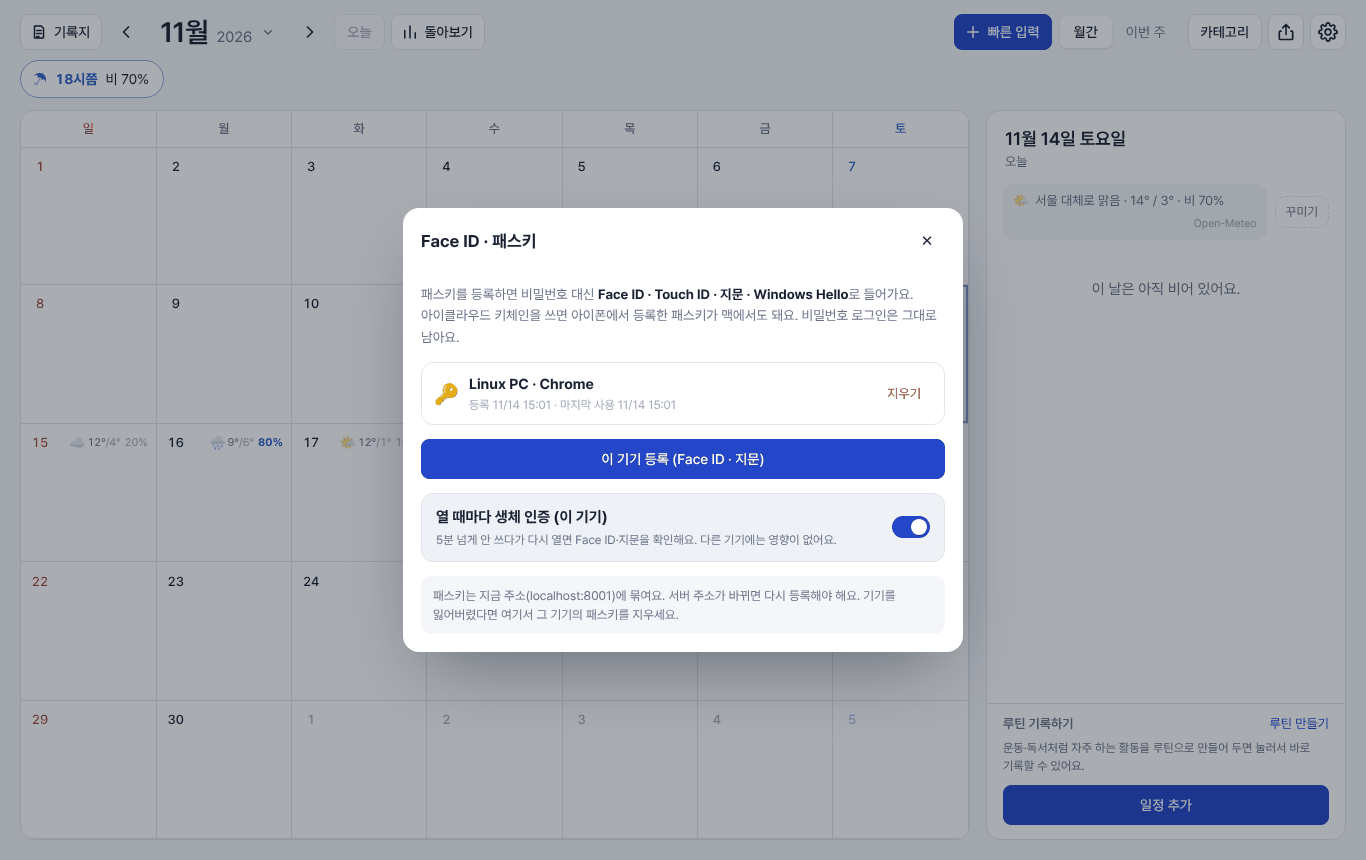 기록지
11월 2026
오늘
돌아보기
빠른 입력
월간
이번 주
카테고리
18시쯤 비 70%
일 월 화 수 목 금 토
1 2 3 4 5 6 7
8 9 10
15 12°/4° 20% 16 9°/6° 80% 17 12°/1°
22 23 24
29 30 1 2 3 4 5
Face ID · 패스키
패스키를 등록하면 비밀번호 대신 Face ID · Touch ID · 지문 · Windows Hello로 들어가요.
아이클라우드 키체인을 쓰면 아이폰에서 등록한 패스키가 맥에서도 돼요. 비밀번호 로그인은 그대로
남아요.
Linux PC · Chrome
등록 11/14 15:01 · 마지막 사용 11/14 15:01
지우기
이 기기 등록 (Face ID · 지문)
열 때마다 생체 인증 (이 기기)
5분 넘게 안 쓰다가 다시 열면 Face ID·지문을 확인해요. 다른 기기에는 영향이 없어요.
패스키는 지금 주소(localhost:8001)에 묶여요. 서버 주소가 바뀌면 다시 등록해야 해요. 기기를
잃어버렸다면 여기서 그 기기의 패스키를 지우세요.
11월 14일 토요일
오늘
서울 대체로 맑음 · 14° / 3° · 비 70%
Open-Meteo
꾸미기
이 날은 아직 비어 있어요.
루틴 기록하기
루틴 만들기
운동·독서처럼 자주 하는 활동을 루틴으로 만들어 두면 눌러서 바로
기록할 수 있어요.
일정 추가